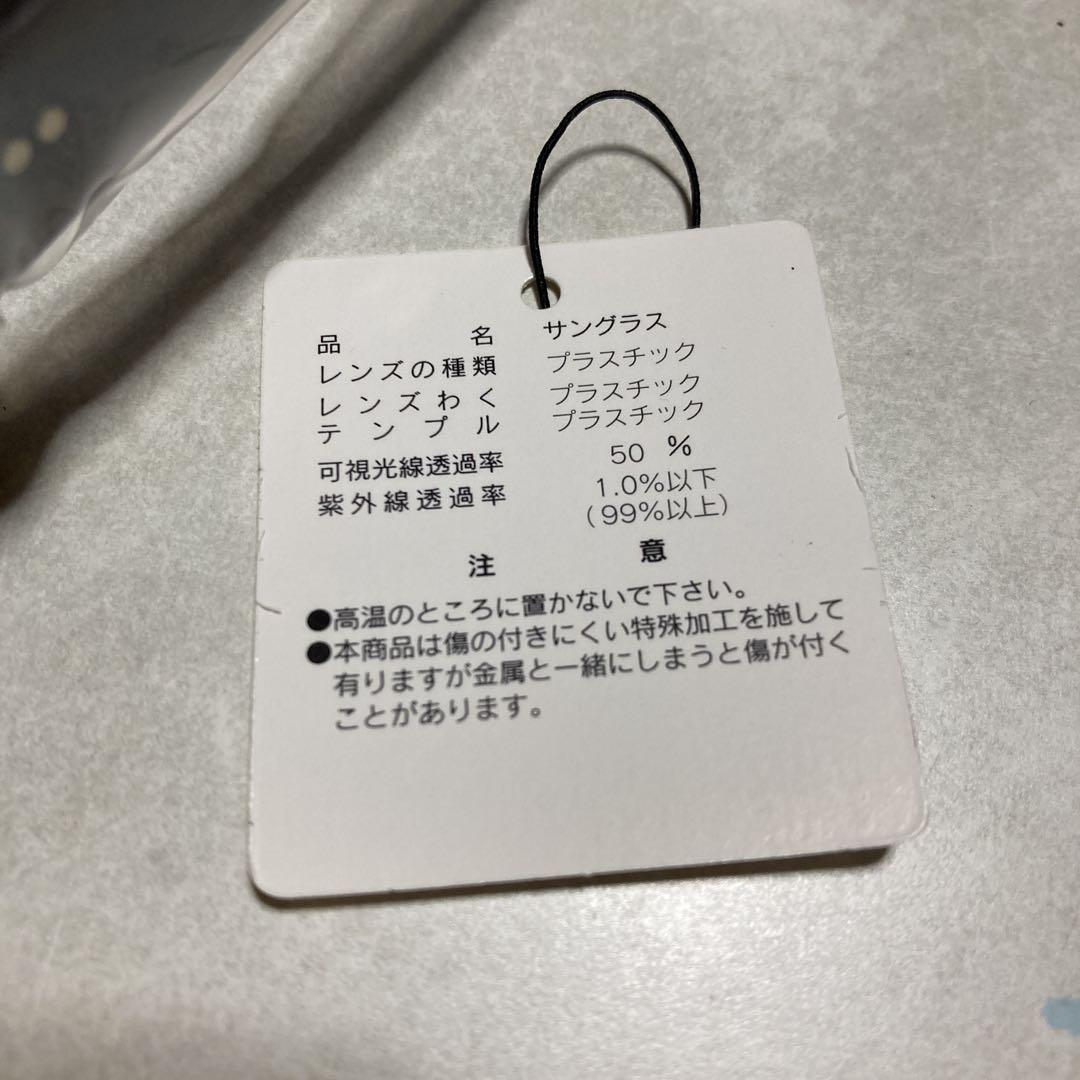 品名 サングラス
レンズの種類 プラスチック
レンズわく プラスチック
テンプル プラスチック
可視光線透過率 50 %
紫外線透過率 1.0%以下
(99%以上)
注意
●高温のところに置かないで下さい。
●本商品は傷の付きにくい特殊加工を施して
有りますが金属と一緒にしまうと傷が付く
ことがあります。